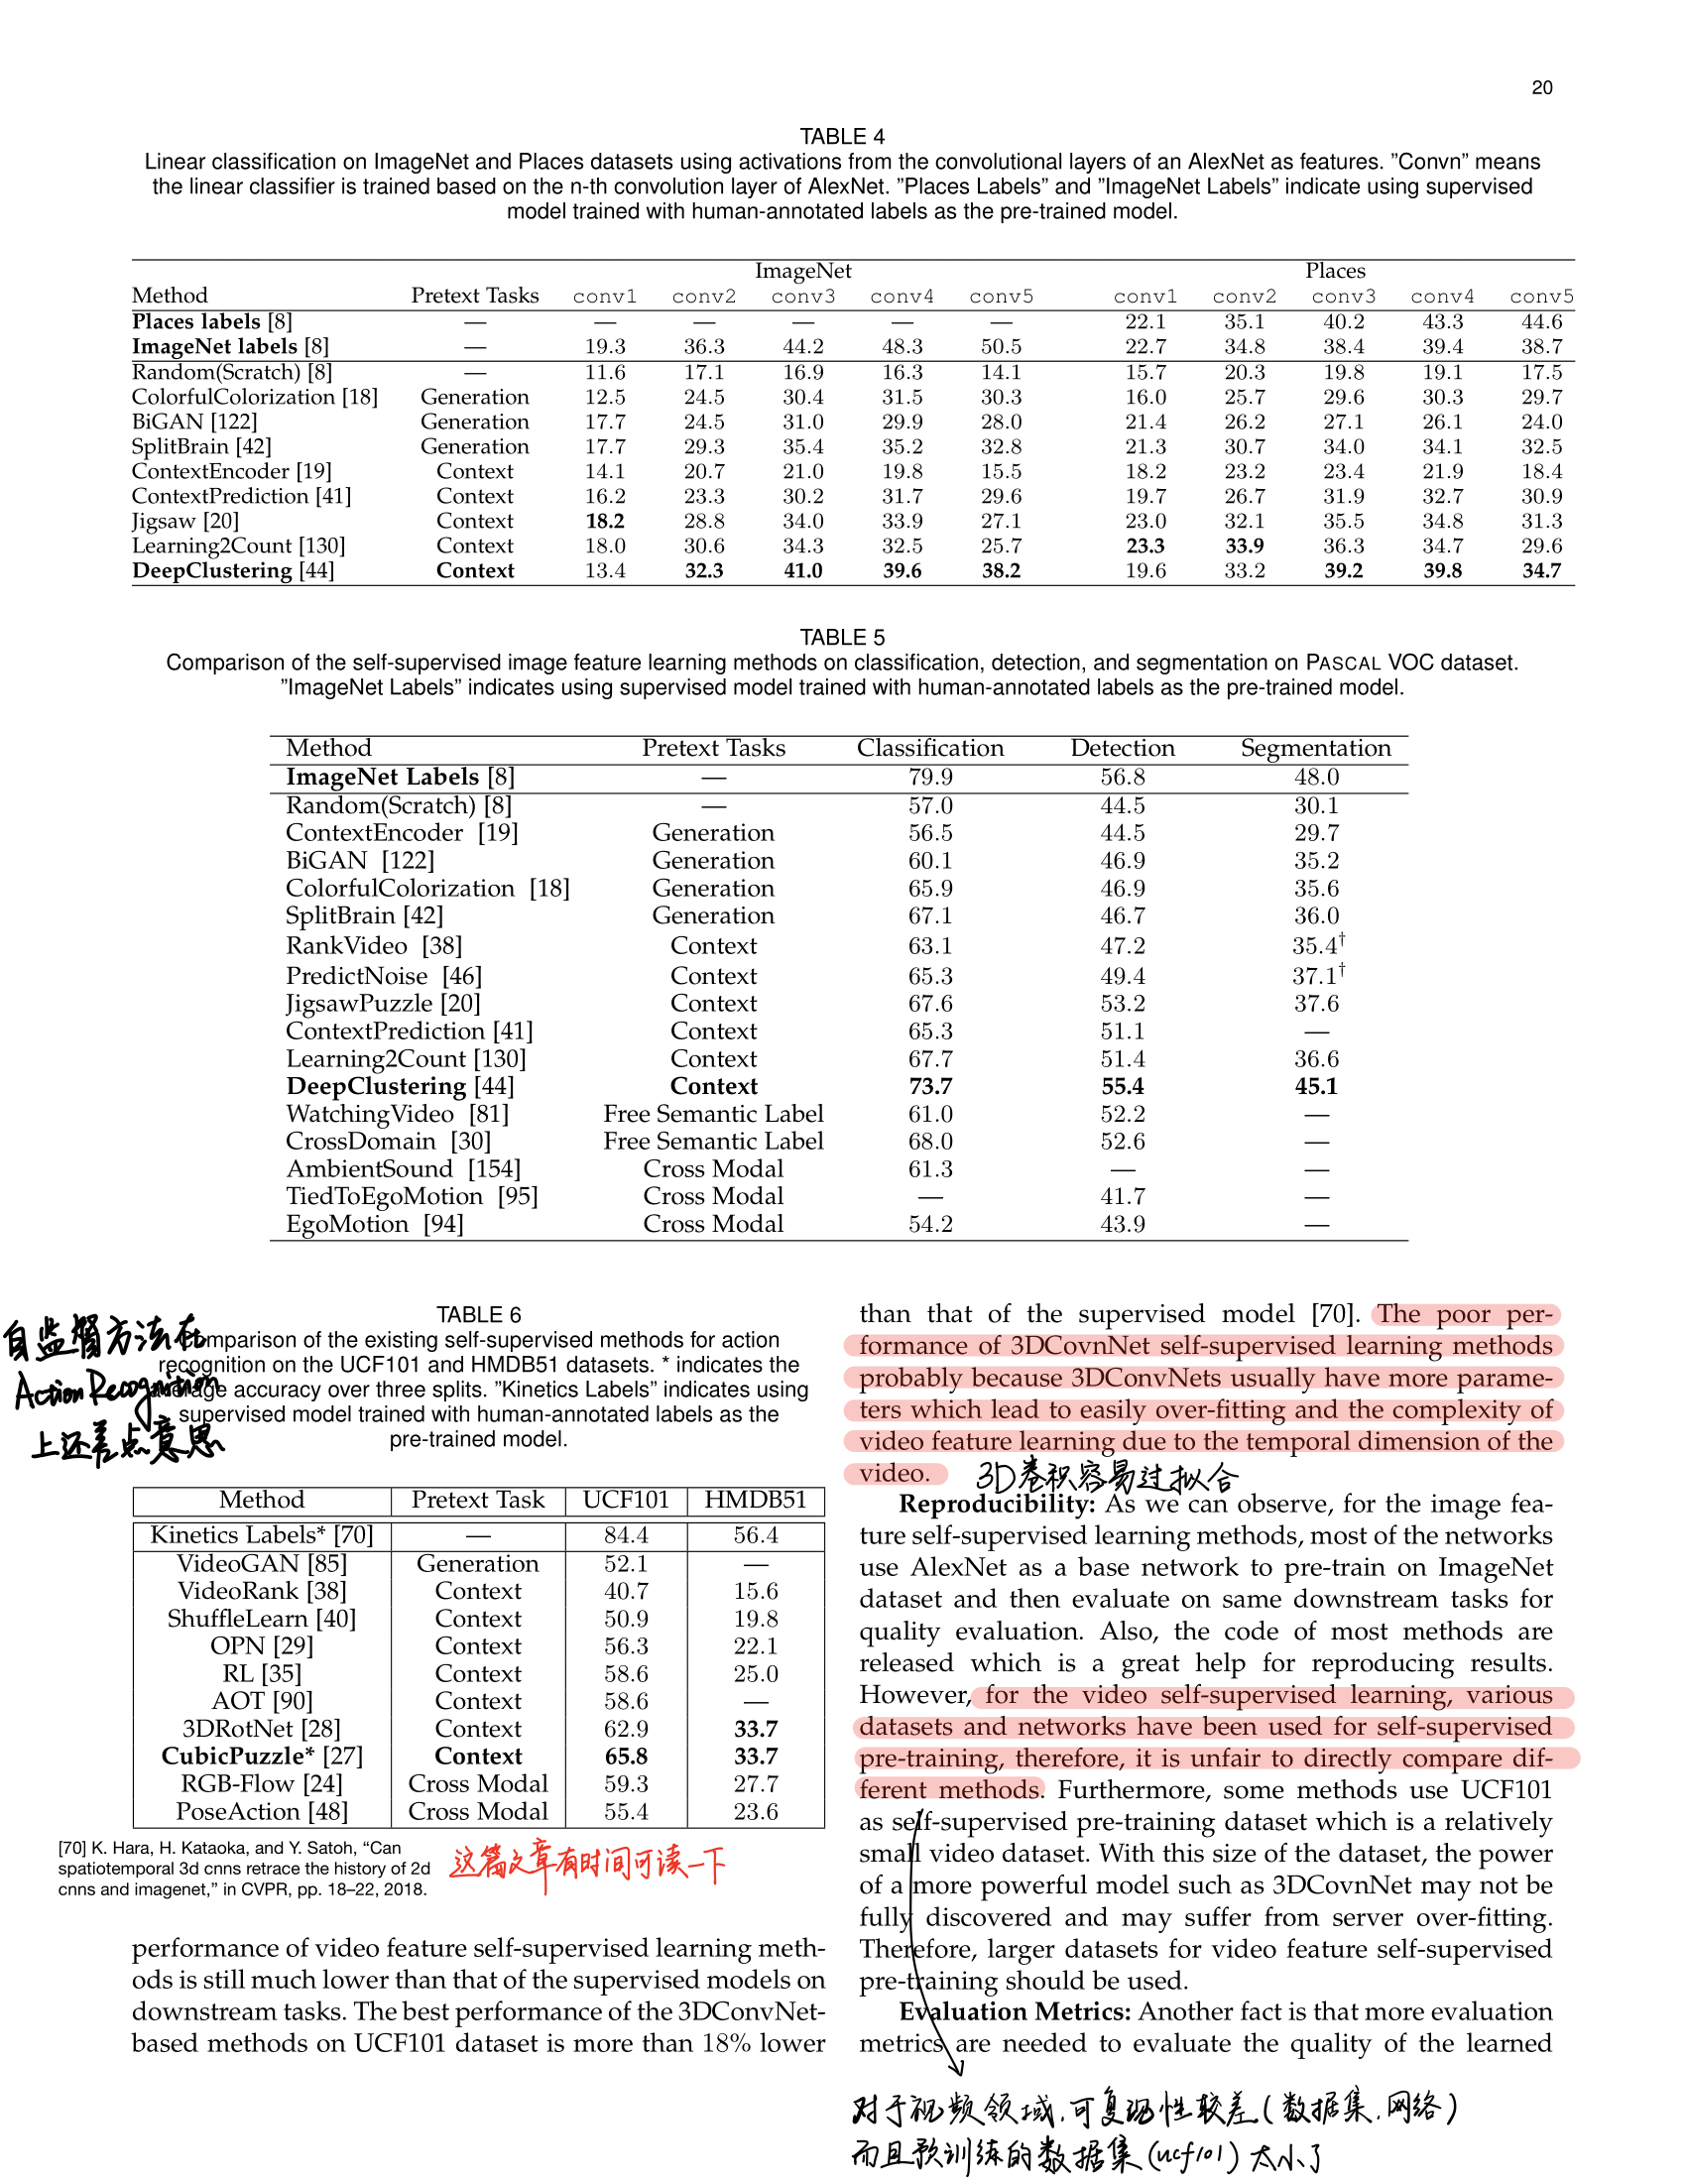 20
TABLE 4
Linear classification on ImageNet and Places datasets using activations from the convolutional layers of an AlexNet as features. ”Convn” means
the linear classifier is trained based on the n-th convolution layer of AlexNet. ”Places Labels” and ”ImageNet Labels” indicate using supervised
model trained with human-annotated labels as the pre-trained model.
ImageNet Places
Method Pretext Tasks conv1 conv2 conv3 conv4 conv5 conv1 conv2 conv3 conv4 conv5
Places labels [8] — — — — — — 22.1 35.1 40.2 43.3 44.6
ImageNet labels [8] — 19.3 36.3 44.2 48.3 50.5 22.7 34.8 38.4 39.4 38.7
Random(Scratch) [8] — 11.6 17.1 16.9 16.3 14.1 15.7 20.3 19.8 19.1 17.5
ColorfulColorization [18] Generation 12.5 24.5 30.4 31.5 30.3 16.0 25.7 29.6 30.3 29.7
BiGAN [122] Generation 17.7 24.5 31.0 29.9 28.0 21.4 26.2 27.1 26.1 24.0
SplitBrain [42] Generation 17.7 29.3 35.4 35.2 32.8 21.3 30.7 34.0 34.1 32.5
ContextEncoder [19] Context 14.1 20.7 21.0 19.8 15.5 18.2 23.2 23.4 21.9 18.4
ContextPrediction [41] Context 16.2 23.3 30.2 31.7 29.6 19.7 26.7 31.9 32.7 30.9
Jigsaw [20] Context 18.2 28.8 34.0 33.9 27.1 23.0 32.1 35.5 34.8 31.3
Learning2Count [130] Context 18.0 30.6 34.3 32.5 25.7 23.3 33.9 36.3 34.7 29.6
DeepClustering [44] Context 13.4 32.3 41.0 39.6 38.2 19.6 33.2 39.2 39.8 34.7
TABLE 5
Comparison of the self-supervised image feature learning methods on classification, detection, and segmentation on PASCAL VOC dataset.
”ImageNet Labels” indicates using supervised model trained with human-annotated labels as the pre-trained model.
Method Pretext Tasks Classification Detection Segmentation
ImageNet Labels [8] — 79.9 56.8 48.0
Random(Scratch) [8] — 57.0 44.5 30.1
ContextEncoder [19] Generation 56.5 44.5 29.7
BiGAN [122] Generation 60.1 46.9 35.2
ColorfulColorization [18] Generation 65.9 46.9 35.6
SplitBrain [42] Generation 67.1 46.7 36.0
RankVideo [38] Context 63.1 47.2 35.4†
PredictNoise [46] Context 65.3 49.4 37.1†
JigsawPuzzle [20] Context 67.6 53.2 37.6
ContextPrediction [41] Context 65.3 51.1 —
Learning2Count [130] Context 67.7 51.4 36.6
DeepClustering [44] Context 73.7 55.4 45.1
WatchingVideo [81] Free Semantic Label 61.0 52.2 —
CrossDomain [30] Free Semantic Label 68.0 52.6 —
AmbientSound [154] Cross Modal 61.3 — —
TiedToEgoMotion [95] Cross Modal — 41.7 —
EgoMotion [94] Cross Modal 54.2 43.9 —
自监督方法在
Action Recognition
上还差点意思
TABLE 6
Comparison of the existing self-supervised methods for action
recognition on the UCF101 and HMDB51 datasets. * indicates the
average accuracy over three splits. ”Kinetics Labels” indicates using
supervised model trained with human-annotated labels as the
pre-trained model.
Method Pretext Task UCF101 HMDB51
Kinetics Labels* [70] — 84.4 56.4
VideoGAN [85] Generation 52.1 —
VideoRank [38] Context 40.7 15.6
ShuffleLearn [40] Context 50.9 19.8
OPN [29] Context 56.3 22.1
RL [35] Context 58.6 25.0
AOT [90] Context 58.6 —
3DRotNet [28] Context 62.9 33.7
CubicPuzzle* [27] Context 65.8 33.7
RGB-Flow [24] Cross Modal 59.3 27.7
PoseAction [48] Cross Modal 55.4 23.6
[70] K. Hara, H. Kataoka, and Y. Satoh, “Can
spatiotemporal 3d cnns retrace the history of 2d
cnns and imagenet,” in CVPR, pp. 18–22, 2018.
这篇文章有时间可读一下
performance of video feature self-supervised learning meth-
ods is still much lower than that of the supervised models on
downstream tasks. The best performance of the 3DConvNet-
based methods on UCF101 dataset is more than 18% lower
than that of the supervised model [70]. The poor per-
formance of 3DCovnNet self-supervised learning methods
probably because 3DConvNets usually have more parame-
ters which lead to easily over-fitting and the complexity of
video feature learning due to the temporal dimension of the
video.
3D卷积容易过拟合
Reproducibility: As we can observe, for the image fea-
ture self-supervised learning methods, most of the networks
use AlexNet as a base network to pre-train on ImageNet
dataset and then evaluate on same downstream tasks for
quality evaluation. Also, the code of most methods are
released which is a great help for reproducing results.
However, for the video self-supervised learning, various
datasets and networks have been used for self-supervised
pre-training, therefore, it is unfair to directly compare dif-
ferent methods. Furthermore, some methods use UCF101
as self-supervised pre-training dataset which is a relatively
small video dataset. With this size of the dataset, the power
of a more powerful model such as 3DCovnNet may not be
fully discovered and may suffer from server over-fitting.
Therefore, larger datasets for video feature self-supervised
pre-training should be used.
Evaluation Metrics: Another fact is that more evaluation
metrics are needed to evaluate the quality of the learned
对于视频领域,可复现性较差(数据集.网络)
而且预训练的数据集(ucf101)太小了